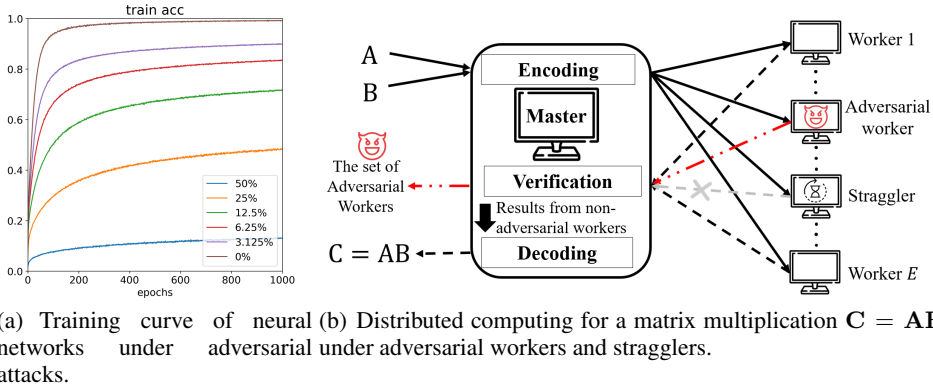 train acc
1.0
0.8
0.6
0.4
0.2
0.0
0 200 400 600 800 1000
epochs
50%
25%
12.5%
6.25%
3.125%
0%
A
B
Encoding
Master
Verification
Results from non-
adversarial workers
Decoding
The set of
Adversarial
Workers
C = AB
Worker 1
Adversarial
worker
Straggler
Worker E
(a) Training curve of neural
networks under adversarial
attacks.
(b) Distributed computing for a matrix multiplication C = AB
under adversarial workers and stragglers.